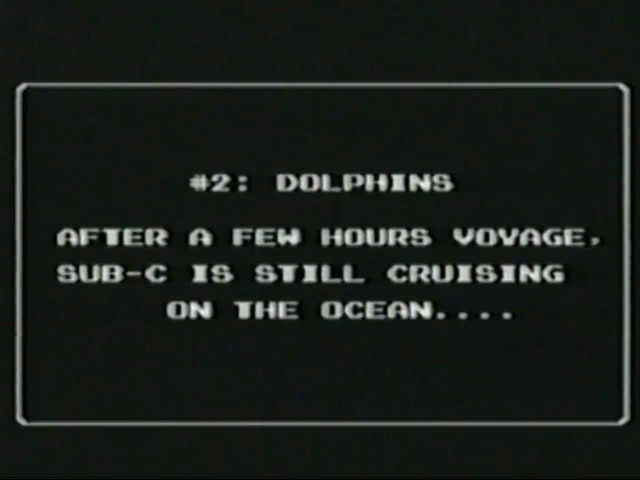 #2: DOLPHINS
AFTER A FEW HOURS VOYAGE,
SUB-C IS STILL CRUISING
ON THE OCEAN....